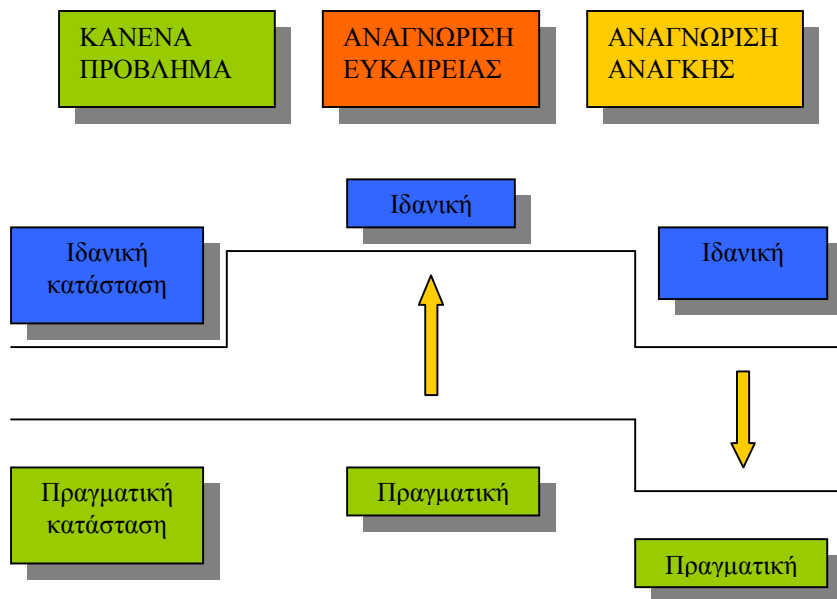 ΚΑΝΕΝΑ
ΠΡΟΒΛΗΜΑ
ΑΝΑΓΝΩΡΙΣΗ
ΕΥΚΑΙΡΕΙΑΣ
ΑΝΑΓΝΩΡΙΣΗ
ΑΝΑΓΚΗΣ
Ιδανική
κατάσταση
Ιδανική
Ιδανική
Πραγματική
κατάσταση
Πραγματική
Πραγματική